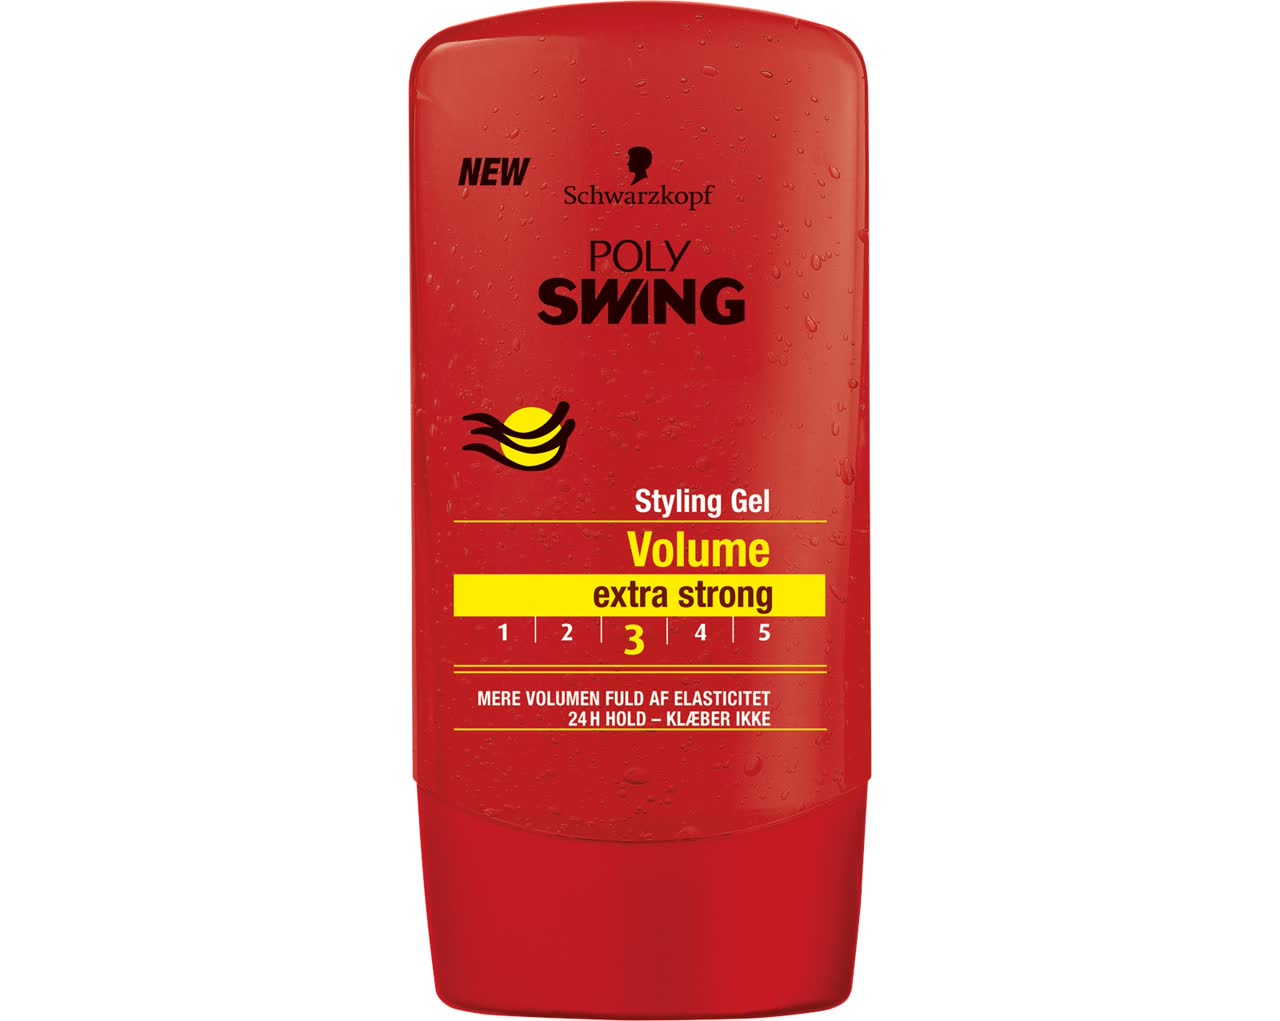 NEW
Schwarzkopf
POLY
SWING
Styling Gel
Volume
extra strong
1 2 3 4 5
MERE VOLUMEN FULD AF ELASTICITET
24H HOLD – KLÆBER IKKE